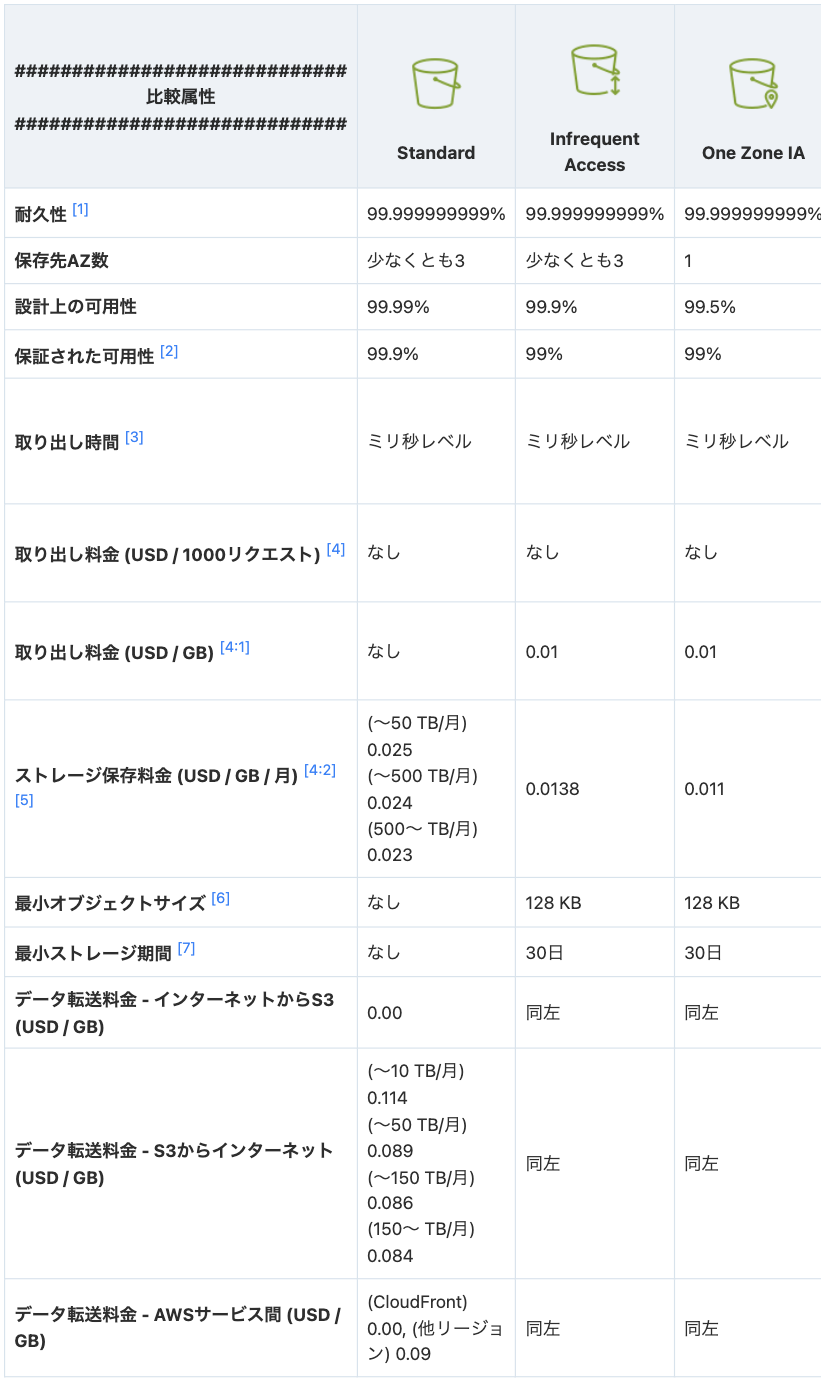 #############################
比較属性
#############################
Standard
Infrequent
Access
One Zone IA
耐久性 [1]
99.999999999%
99.999999999%
99.999999999%
保存先AZ数
少なくとも3
少なくとも3
1
設計上の可用性
99.99%
99.9%
99.5%
保証された可用性 [2]
99.9%
99%
99%
取り出し時間 [3]
ミリ秒レベル
ミリ秒レベル
ミリ秒レベル
取り出し料金 (USD / 1000リクエスト) [4]
なし
なし
なし
取り出し料金 (USD / GB) [4:1]
なし
0.01
0.01
ストレージ保存料金 (USD / GB / 月) [4:2]
[5]
(〜50 TB/月)
0.025
(〜500 TB/月)
0.024
(500〜 TB/月)
0.023
0.0138
0.011
最小オブジェクトサイズ [6]
なし
128 KB
128 KB
最小ストレージ期間 [7]
なし
30日
30日
データ転送料金 - インターネットからS3
(USD / GB)
0.00
同左
同左
データ転送料金 - S3からインターネット
(USD / GB)
(〜10 TB/月)
0.114
(〜50 TB/月)
0.089
(〜150 TB/月)
0.086
(150〜 TB/月)
0.084
同左
同左
データ転送料金 - AWSサービス間 (USD /
GB)
(CloudFront)
0.00, (他リージョ
ン) 0.09
同左
同左